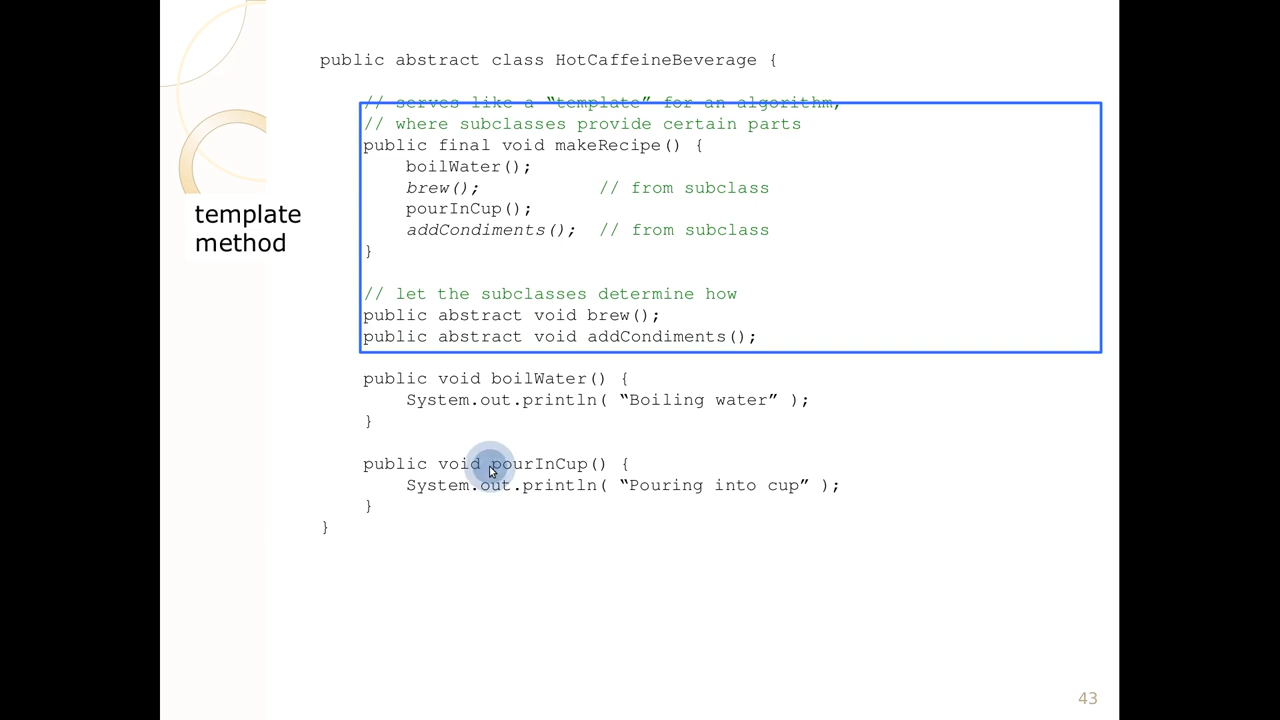 public abstract class HotCaffeineBeverage {
// serves like a “template” for an algorithm,
// where subclasses provide certain parts
public final void makeRecipe() {
boilWater();
brew(); // from subclass
pourInCup();
addCondiments(); // from subclass
}
template
method
// let the subclasses determine how
public abstract void brew();
public abstract void addCondiments();
public void boilWater() {
System.out.println( “Boiling water” );
}
public void pourInCup() {
System.out.println( “Pouring into cup” );
}
}
43